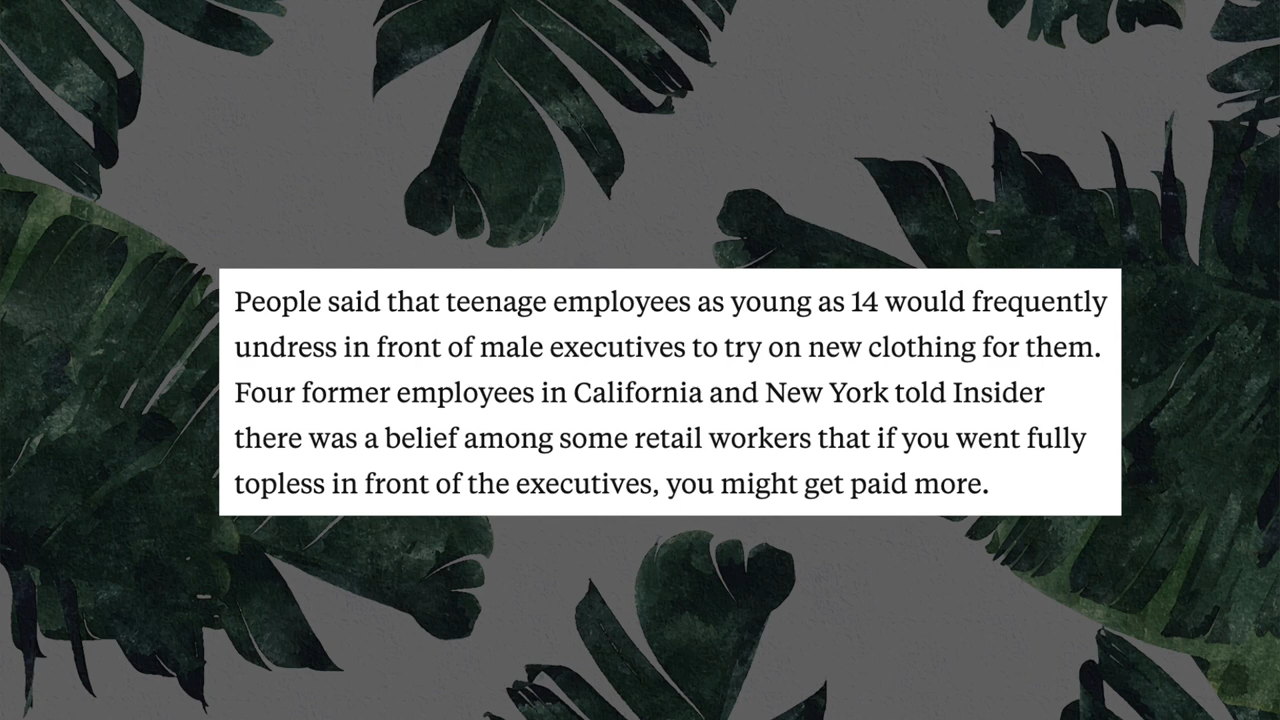 People said that teenage employees as young as 14 would frequently
undress in front of male executives to try on new clothing for them.
Four former employees in California and New York told Insider
there was a belief among some retail workers that if you went fully
topless in front of the executives, you might get paid more.